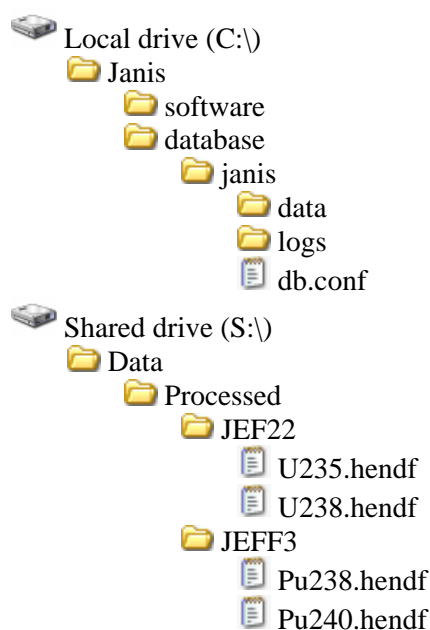 Local drive (C:\)
Janis
software
database
janis
data
logs
db.conf
Shared drive (S:\)
Data
Processed
JEF22
U235.hendf
U238.hendf
JEFF3
Pu238.hendf
Pu240.hendf